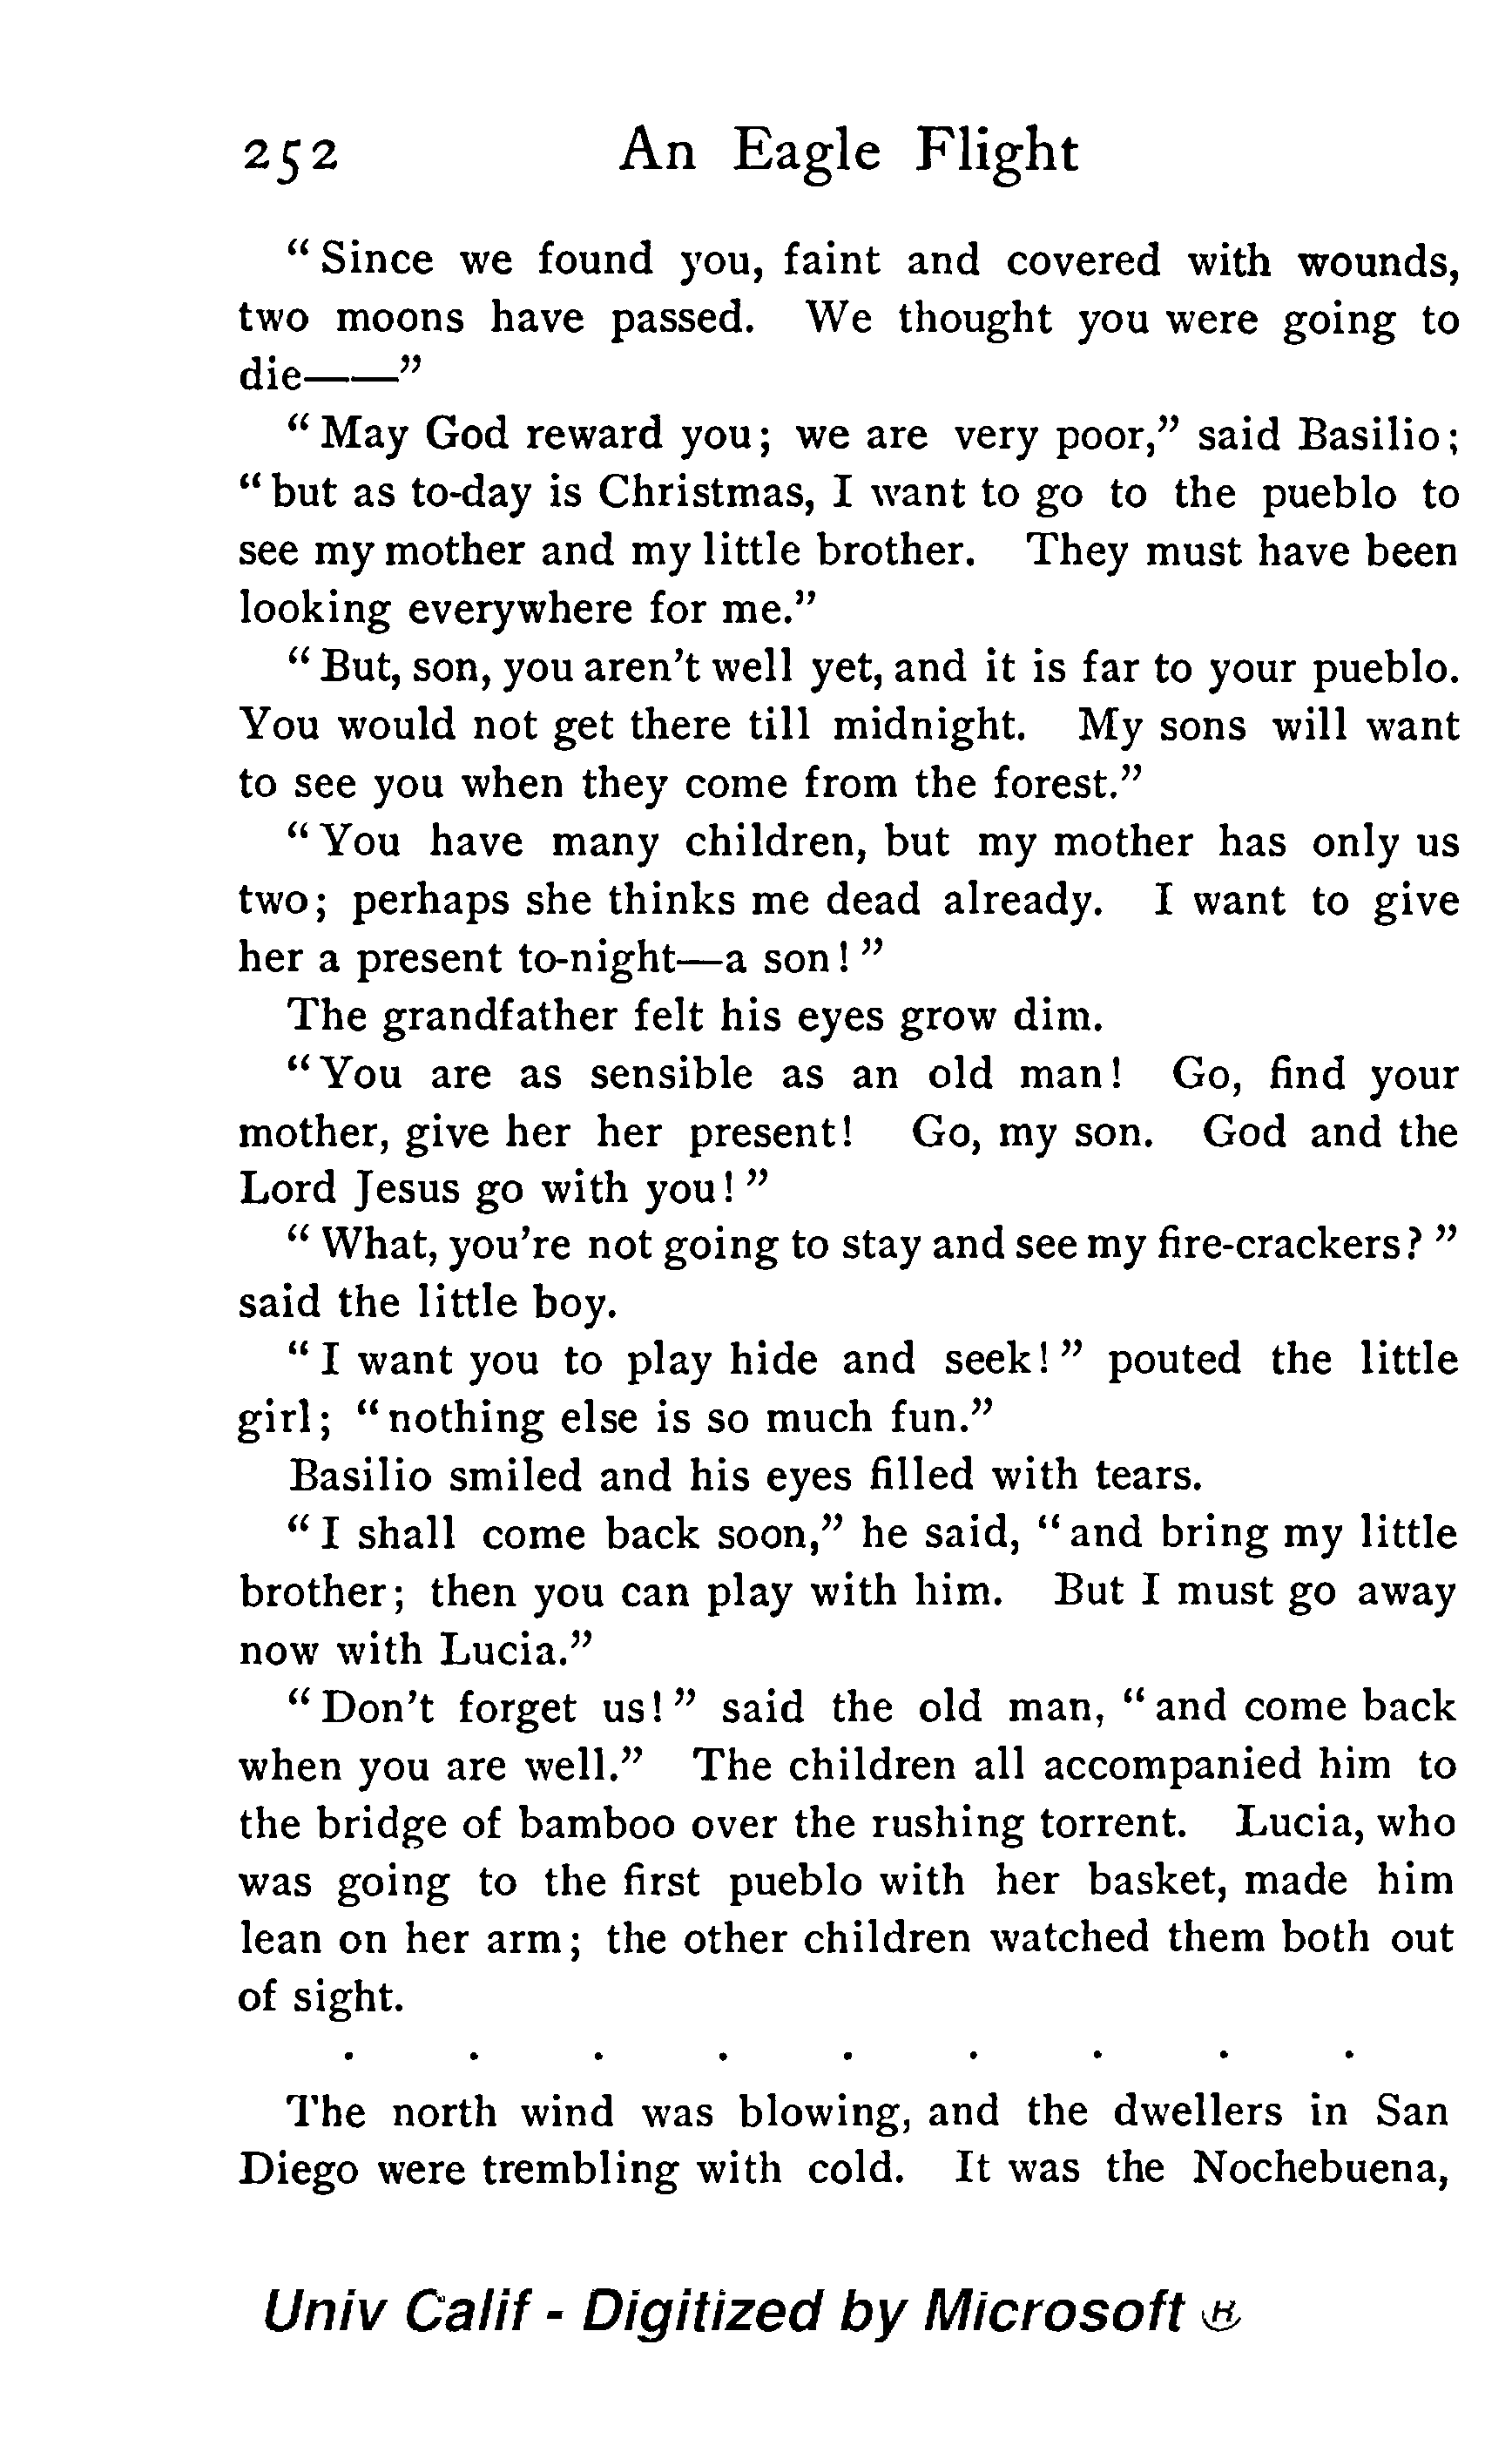 252 An Eagle Flight
" Since we found you, faint and covered with wounds,
two moons have passed. We thought you were going to
die——"
" May God reward you; we are very poor," said Basilio;
" but as to-day is Christmas, I want to go to the pueblo to
see my mother and my little brother. They must have been
looking everywhere for me."
" But, son, you aren't well yet, and it is far to your pueblo.
You would not get there till midnight. My sons will want
to see you when they come from the forest."
" You have many children, but my mother has only us
two; perhaps she thinks me dead already. I want to give
her a present to-night—a son! "
The grandfather felt his eyes grow dim.
" You are as sensible as an old man! Go, find your
mother, give her her present! Go, my son. God and the
Lord Jesus go with you! "
" What, you're not going to stay and see my fire-crackers? "
said the little boy.
" I want you to play hide and seek! " pouted the little
girl; " nothing else is so much fun."
Basilio smiled and his eyes filled with tears.
" I shall come back soon," he said, " and bring my little
brother; then you can play with him. But I must go away
now with Lucia."
" Don't forget us! " said the old man, " and come back
when you are well." The children all accompanied him to
the bridge of bamboo over the rushing torrent. Lucia, who
was going to the first pueblo with her basket, made him
lean on her arm; the other children watched them both out
of sight.
. . . . . . . . .
The north wind was blowing, and the dwellers in San
Diego were trembling with cold. It was the Nochebuena,
Univ Calif - Digitized by Microsoft ®